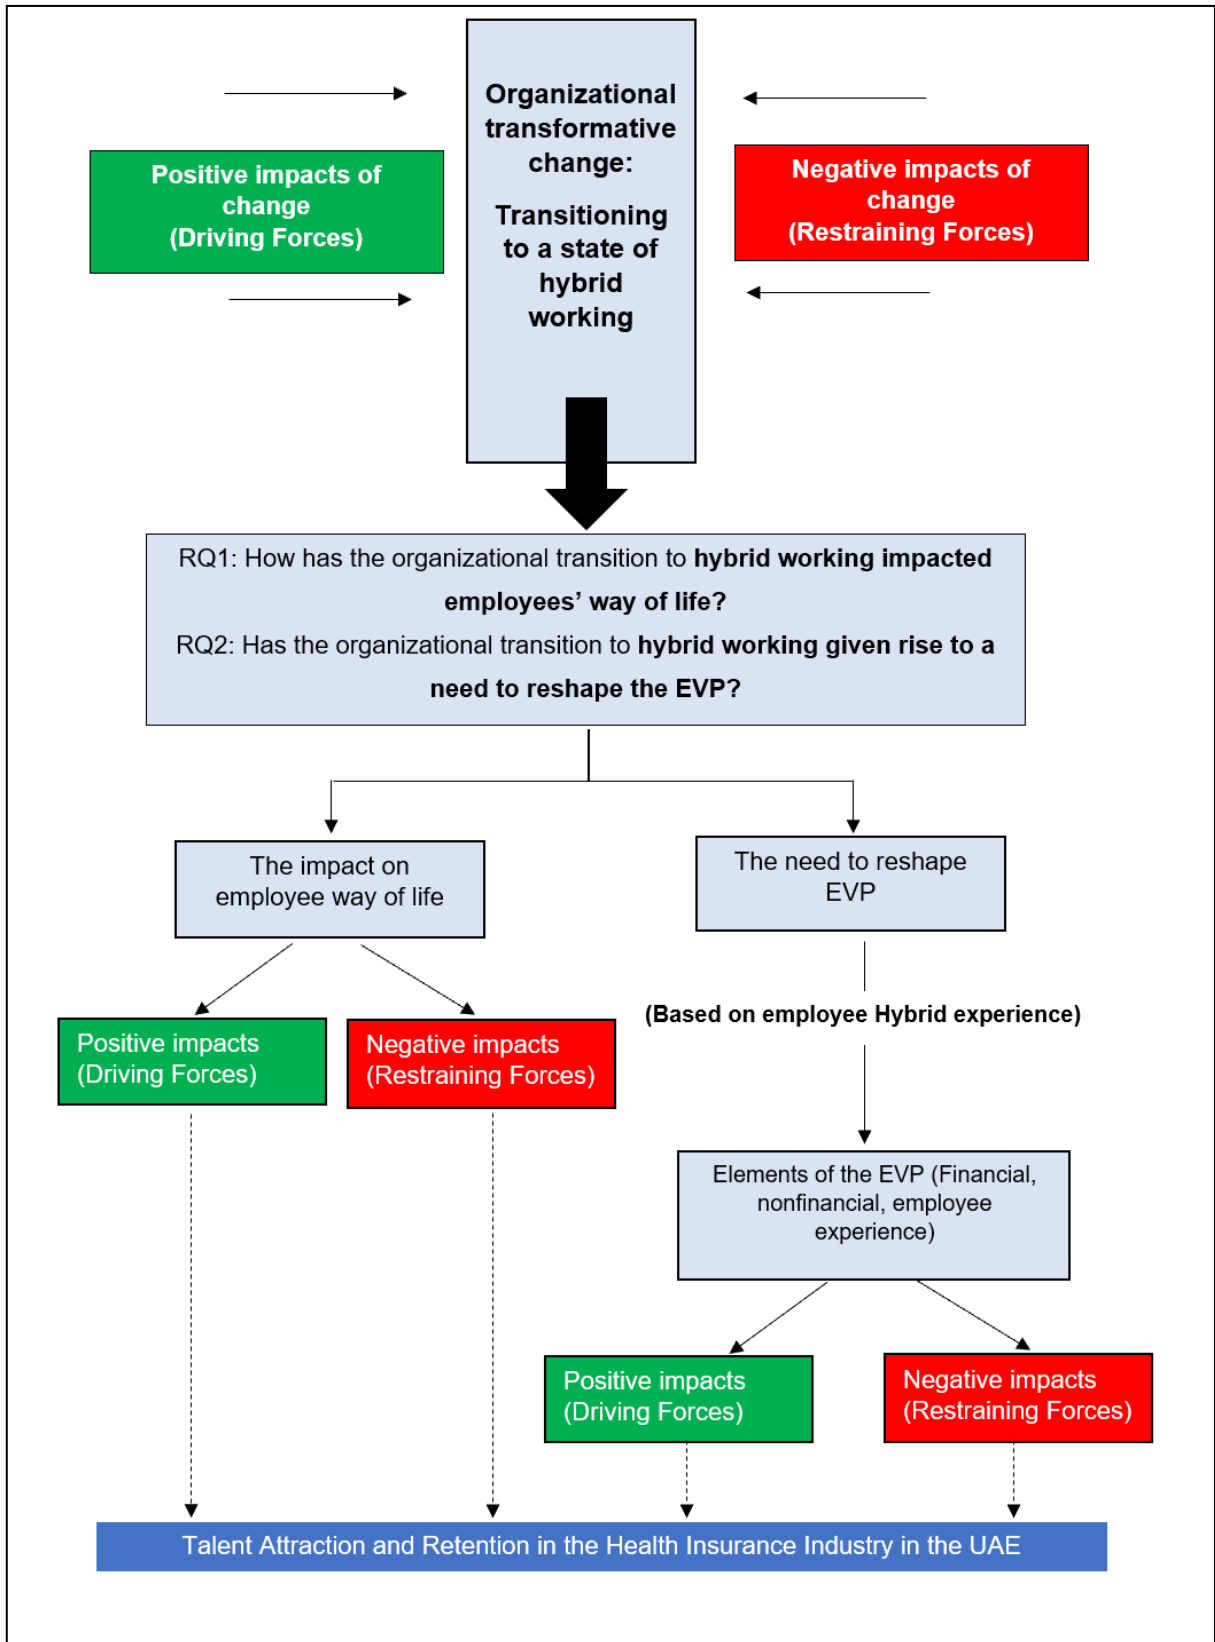 Organizational
transformative
change:
Transitioning
to a state of
hybrid
working
Positive impacts of
change
(Driving Forces)
Negative impacts of
change
(Restraining Forces)
RQ1: How has the organizational transition to hybrid working impacted
employees’ way of life?
RQ2: Has the organizational transition to hybrid working given rise to a
need to reshape the EVP?
The impact on
employee way of life
The need to reshape
EVP
Positive impacts
(Driving Forces)
Negative impacts
(Restraining Forces)
(Based on employee Hybrid experience)
Elements of the EVP (Financial,
nonfinancial, employee
experience)
Positive impacts
(Driving Forces)
Negative impacts
(Restraining Forces)
Talent Attraction and Retention in the Health Insurance Industry in the UAE